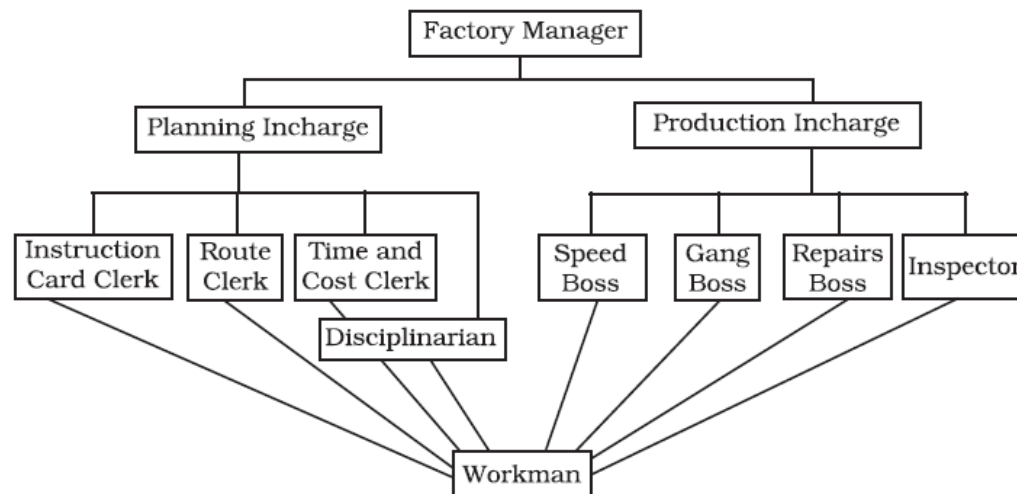 Factory Manager
Planning Incharge
Production Incharge
Instruction
Card Clerk
Route
Clerk
Time and
Cost Clerk
Disciplinarian
Speed
Boss
Gang
Boss
Repairs
Boss
Inspector
Workman